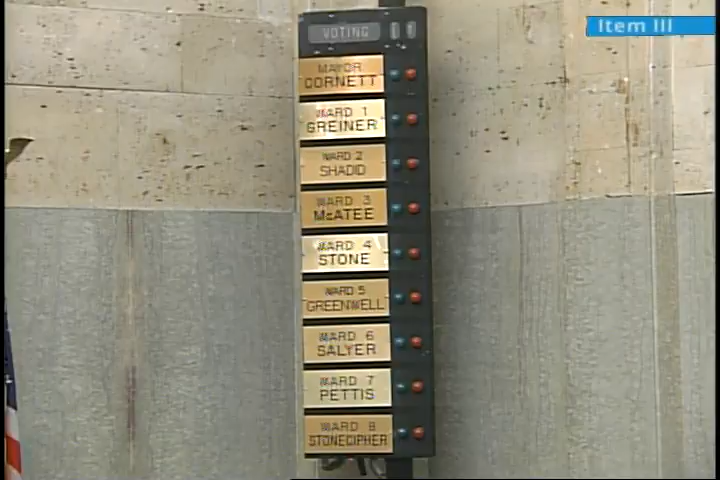 Item III
VOTING
MAYOR
CORNETT
WARD 1
GREINER
WARD 2
SHADID
WARD 3
McATEE
WARD 4
STONE
WARD 5
GREENWELL
WARD 6
SALYER
WARD 7
PETTIS
WARD 8
STONECIPHER